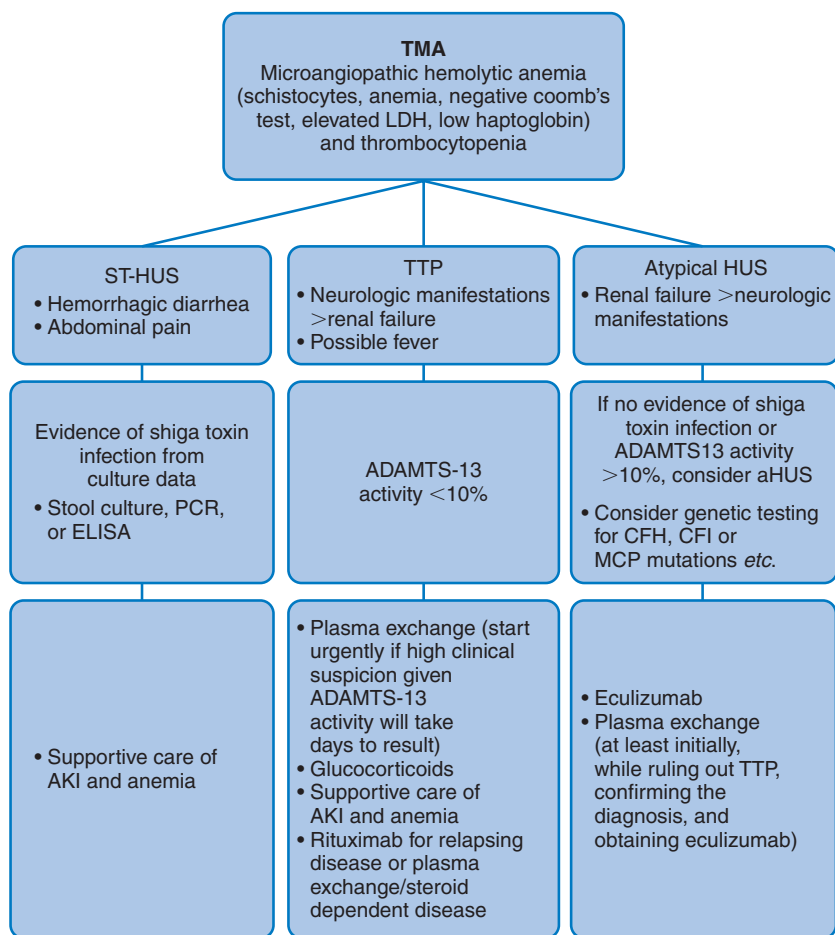 TMA
Microangiopathic hemolytic anemia
(schistocytes, anemia, negative coomb's
test, elevated LDH, low haptoglobin)
and thrombocytopenia
ST-HUS
• Hemorrhagic diarrhea
• Abdominal pain
TTP
• Neurologic manifestations
>renal failure
• Possible fever
Atypical HUS
• Renal failure >neurologic
manifestations
Evidence of shiga toxin
infection from
culture data
• Stool culture, PCR,
or ELISA
ADAMTS-13
activity <10%
If no evidence of shiga
toxin infection or
ADAMTS13 activity
>10%, consider aHUS
• Consider genetic testing
for CFH, CFI or
MCP mutations etc.
• Supportive care of
AKI and anemia
• Plasma exchange (start
urgently if high clinical
suspicion given
ADAMTS-13
activity will take
days to result)
• Glucocorticoids
• Supportive care of
AKI and anemia
• Rituximab for relapsing
disease or plasma
exchange/steroid
dependent disease
• Eculizumab
• Plasma exchange
(at least initially,
while ruling out TTP,
confirming the
diagnosis, and
obtaining eculizumab)